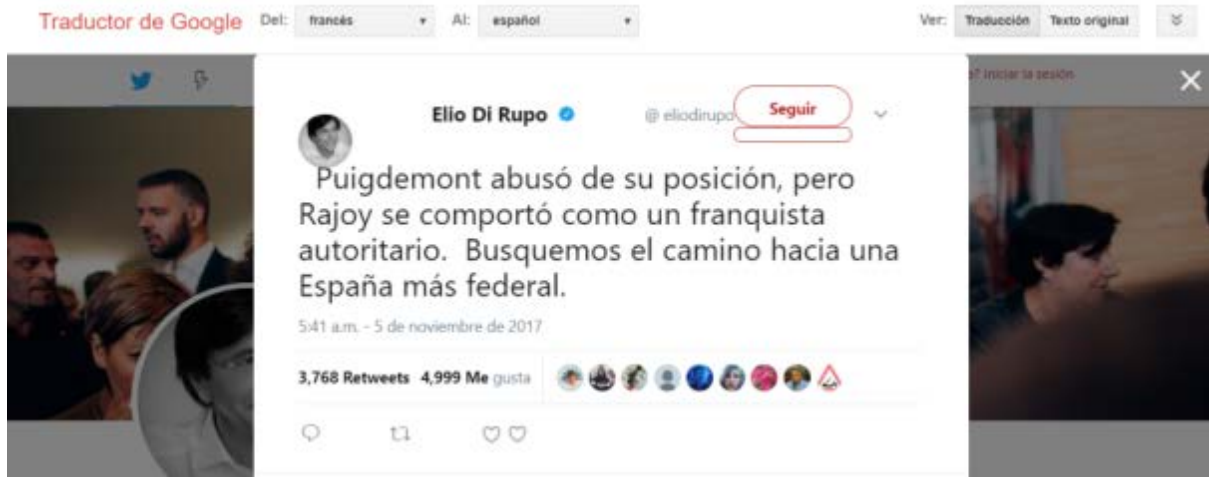 Traductor de Google Del: francés Al: español Ver: Traducción Texto original
? Iniciar la sesión
Elio Di Rupo @ eliodirupo Seguir
Puigdemont abusó de su posición, pero
Rajoy se comportó como un franquista
autoritario. Busquemos el camino hacia una
España más federal.
5:41 a.m. - 5 de noviembre de 2017
3,768 Retweets 4,999 Me gusta